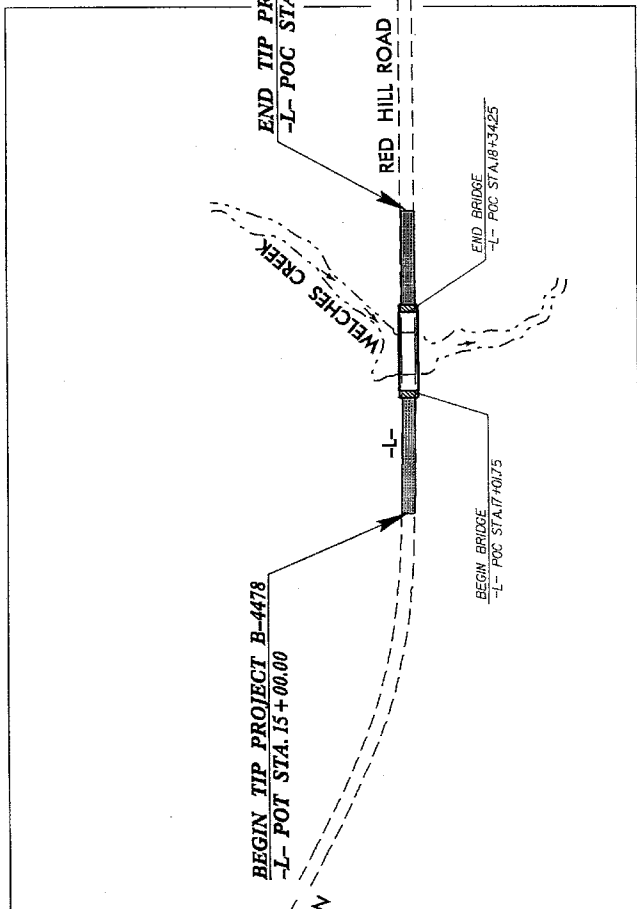 END TIP PR
-L- POC STA
RED HILL ROAD
WELCHES CREEK
END BRIDGE
-L- POC STA.18+34.25
-L-
BEGIN BRIDGE
-L- POC STA.17+01.75
BEGIN TIP PROJECT B-4478
-L- POT STA. 15+00.00
N